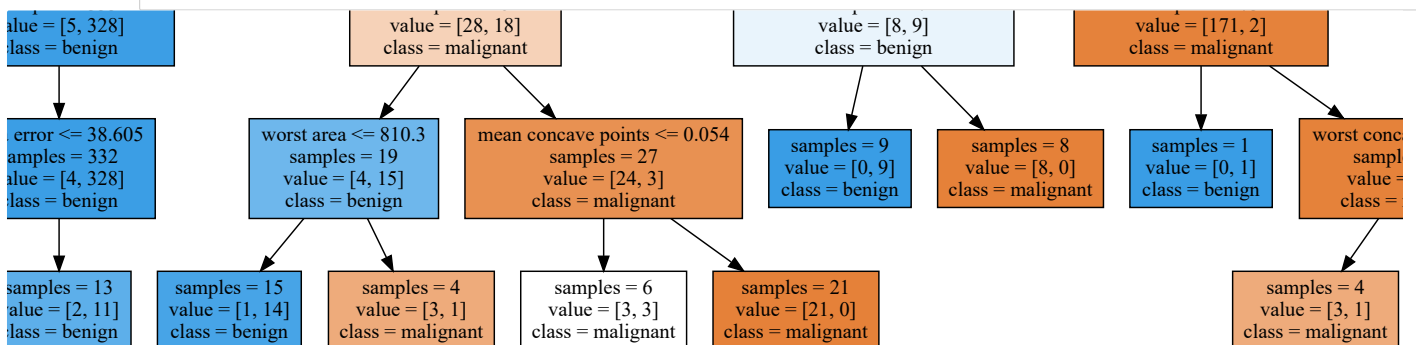 value = [5, 328]
class = benign
value = [28, 18]
class = malignant
value = [8, 9]
class = benign
value = [171, 2]
class = malignant
error <= 38.605
samples = 332
value = [4, 328]
class = benign
worst area <= 810.3
samples = 19
value = [4, 15]
class = benign
mean concave points <= 0.054
samples = 27
value = [24, 3]
class = malignant
samples = 9
value = [0, 9]
class = benign
samples = 8
value = [8, 0]
class = malignant
samples = 1
value = [0, 1]
class = benign
worst
value =
class =
samples = 13
value = [2, 11]
class = benign
samples = 15
value = [1, 14]
class = benign
samples = 4
value = [3, 1]
class = malignant
samples = 6
value = [3, 3]
class = malignant
samples = 21
value = [21, 0]
class = malignant
samples = 4
value = [3, 1]
class = malignant